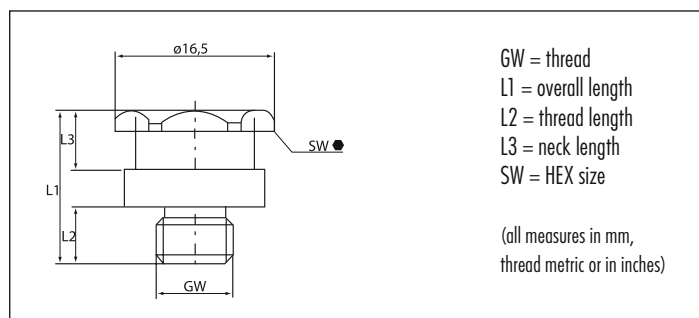 ø16,5
SW
L3
L1
L2
GW
GW = thread
L1 = overall length
L2 = thread length
L3 = neck length
SW = HEX size
(all measures in mm,
thread metric or in inches)